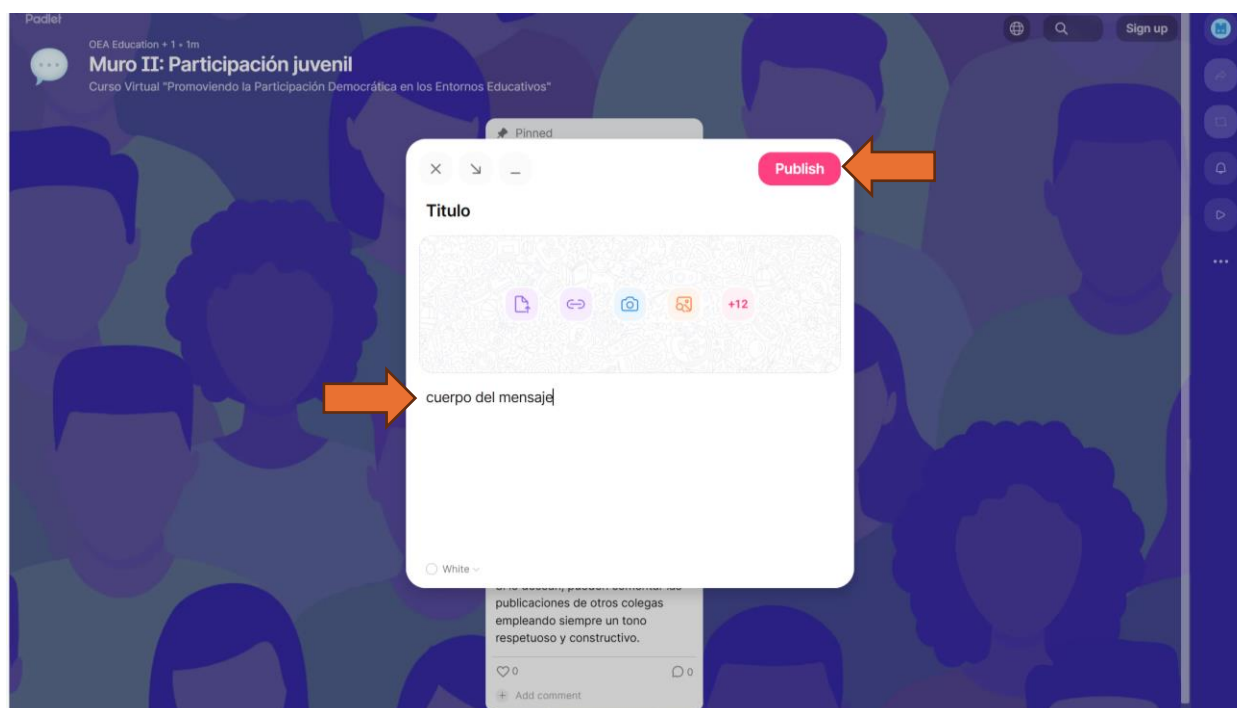 Padlet
OEA Education + 1 • 1m
Muro II: Participación juvenil
Curso Virtual "Promoviendo la Participación Democrática en los Entornos Educativos"
Sign up
Pinned
Publish
Titulo
+12
cuerpo del mensaje
White
publicaciones de otros colegas
empleando siempre un tono
respetuoso y constructivo.
0
0
Add comment